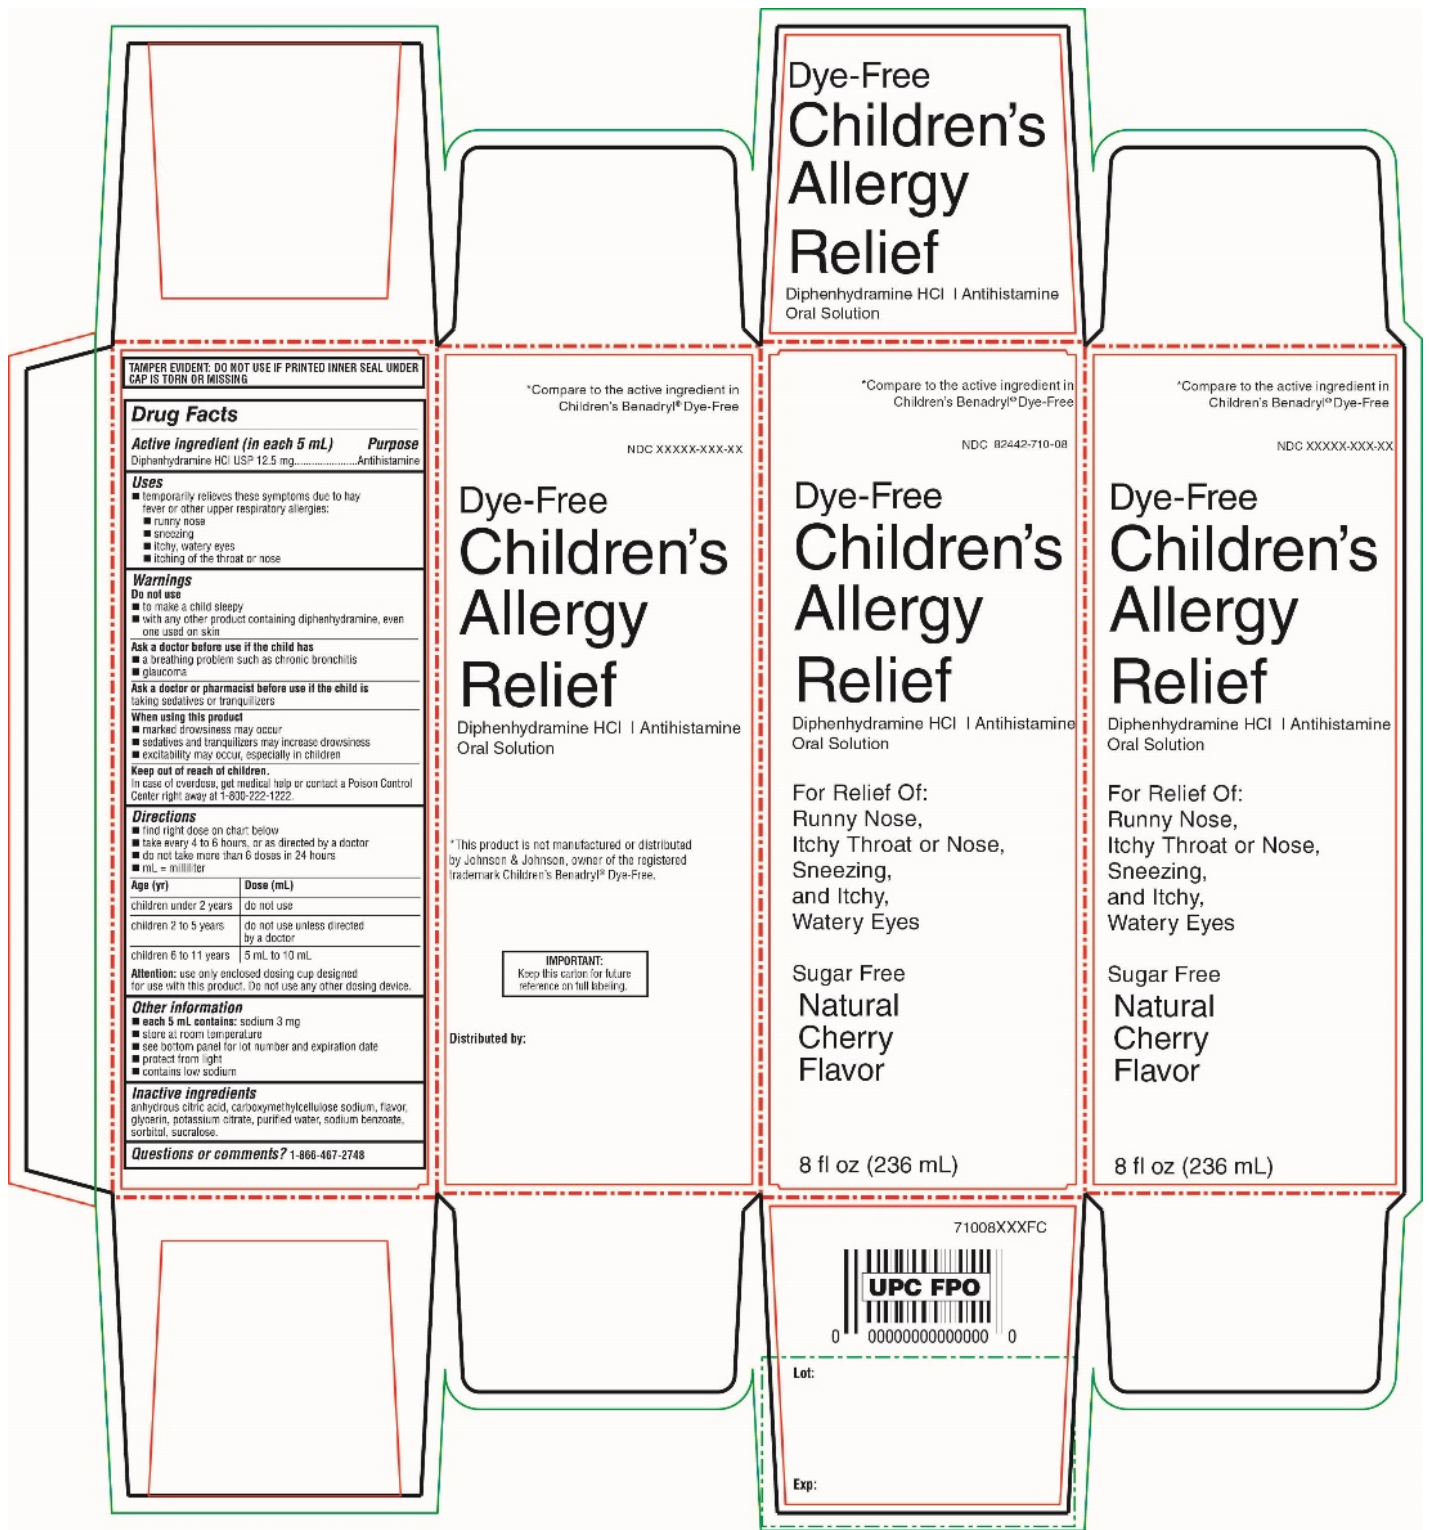 Dye-Free
Children's
Allergy
Relief
Diphenhydramine HCl | Antihistamine
Oral Solution
TAMPER EVIDENT: DO NOT USE IF PRINTED INNER SEAL UNDER
CAP IS TORN OR MISSING
Drug Facts
Active ingredient (in each 5 mL) Purpose
Diphenhydramine HCl USP 12.5 mg......................Antihistamine
Uses
■ temporarily relieves these symptoms due to hay
fever or other upper respiratory allergies:
■ runny nose
■ sneezing
■ itchy, watery eyes
■ itching of the throat or nose
Warnings
Do not use
■ to make a child sleepy
■ with any other product containing diphenhydramine, even
one used on skin
Ask a doctor before use if the child has
■ a breathing problem such as chronic bronchitis
■ glaucoma
Ask a doctor or pharmacist before use if the child is
taking sedatives or tranquilizers
When using this product
■ marked drowsiness may occur
■ sedatives and tranquilizers may increase drowsiness
■ excitability may occur, especially in children
Keep out of reach of children.
In case of overdose, get medical help or contact a Poison Control
Center right away at 1-800-222-1222.
Directions
■ find right dose on chart below
■ take every 4 to 6 hours, or as directed by a doctor
■ do not take more than 6 doses in 24 hours
■ mL = milliliter
Age (yr) Dose (mL)
children under 2 years do not use
children 2 to 5 years do not use unless directed
by a doctor
children 6 to 11 years 5 mL to 10 mL
Attention: use only enclosed dosing cup designed
for use with this product. Do not use any other dosing device.
Other information
■ each 5 mL contains: sodium 3 mg
■ store at room temperature
■ see bottom panel for lot number and expiration date
■ protect from light
■ contains low sodium
Inactive ingredients
anhydrous citric acid, carboxymethylcellulose sodium, flavor,
glycerin, potassium citrate, purified water, sodium benzoate,
sorbitol, sucralose.
Questions or comments? 1-866-467-2748
*Compare to the active ingredient in
Children's Benadryl® Dye-Free
NDC XXXXX-XXX-XX
Dye-Free
Children's
Allergy
Relief
Diphenhydramine HCl | Antihistamine
Oral Solution
*This product is not manufactured or distributed
by Johnson & Johnson, owner of the registered
trademark Children's Benadryl® Dye-Free.
IMPORTANT:
Keep this carton for future
reference on full labeling.
Distributed by:
*Compare to the active ingredient in
Children's Benadryl® Dye-Free
NDC 82442-710-08
Dye-Free
Children's
Allergy
Relief
Diphenhydramine HCl | Antihistamine
Oral Solution
For Relief Of:
Runny Nose,
Itchy Throat or Nose,
Sneezing,
and Itchy,
Watery Eyes
Sugar Free
Natural
Cherry
Flavor
8 fl oz (236 mL)
*Compare to the active ingredient in
Children's Benadryl® Dye-Free
NDC XXXXX-XXX-XX
Dye-Free
Children's
Allergy
Relief
Diphenhydramine HCl | Antihistamine
Oral Solution
For Relief Of:
Runny Nose,
Itchy Throat or Nose,
Sneezing,
and Itchy,
Watery Eyes
Sugar Free
Natural
Cherry
Flavor
8 fl oz (236 mL)
71008XXXFC
UPC FPO
0 00000000000000 0
Lot:
Exp: